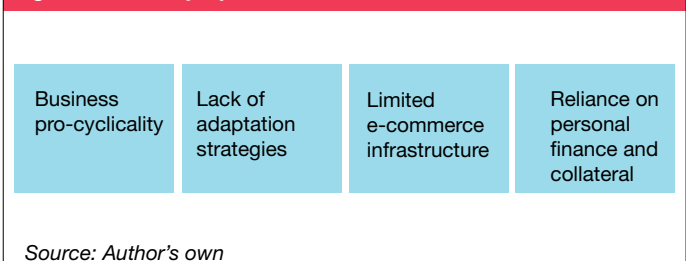 Business
pro-cyclicality
Lack of
adaptation
strategies
Limited
e-commerce
infrastructure
Reliance on
personal
finance and
collateral
Source: Author's own